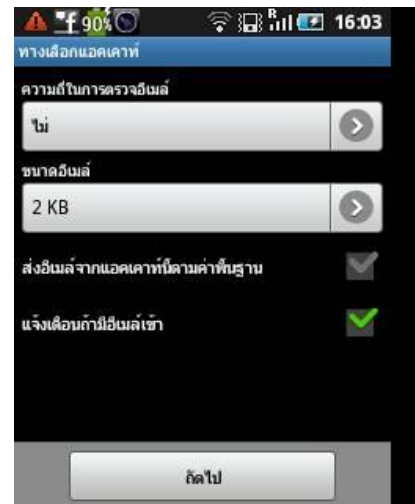 90% R 16:03
ทางเลือกแอคเคาท์
ความถี่ในการตรวจอีเมล์
ไม่
ขนาดอีเมล์
2 KB
ส่งอีเมล์จากแอคเคาท์นี้ตามค่าพื้นฐาน
แจ้งเตือนถ้ามีอีเมล์เข้า
ถัดไป